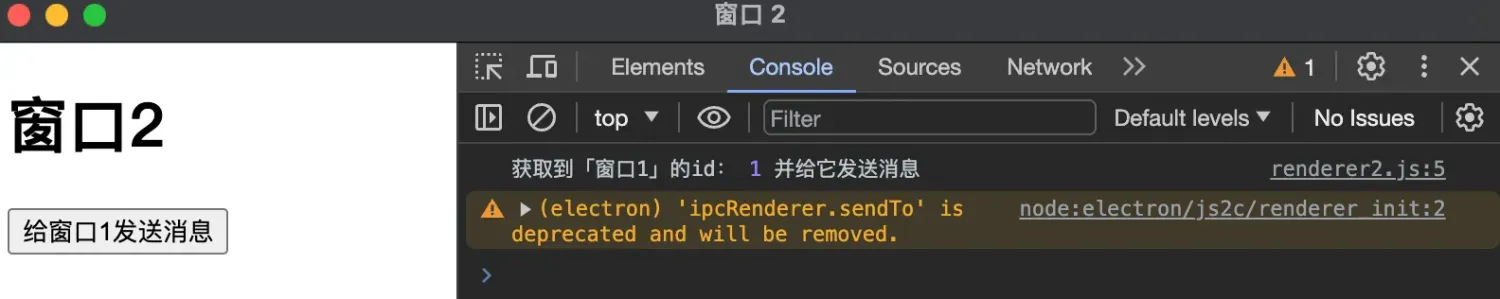 窗口 2
窗口2
给窗口1发送消息
Elements Console Sources Network 1
top Filter Default levels No Issues
获取到「窗口1」的id： 1 并给它发送消息 renderer2.js:5
(electron) 'ipcRenderer.sendTo' is node:electron/js2c/renderer_init:2
deprecated and will be removed.